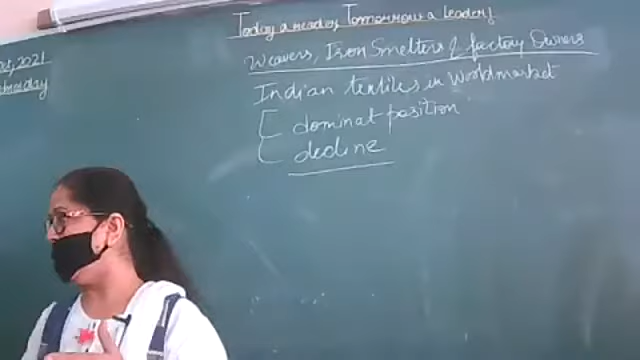 Today a reader, Tomorrow a leader!
Weavers, Iron Smelters & factory Owners
Indian textiles in World market
dominat position
decline
2021